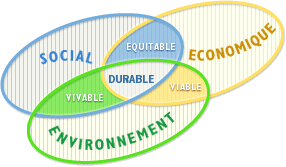 SOCIAL
EQUITABLE
ECONOMIQUE
DURABLE
VIVABLE
VIABLE
ENVIRONNEMENT